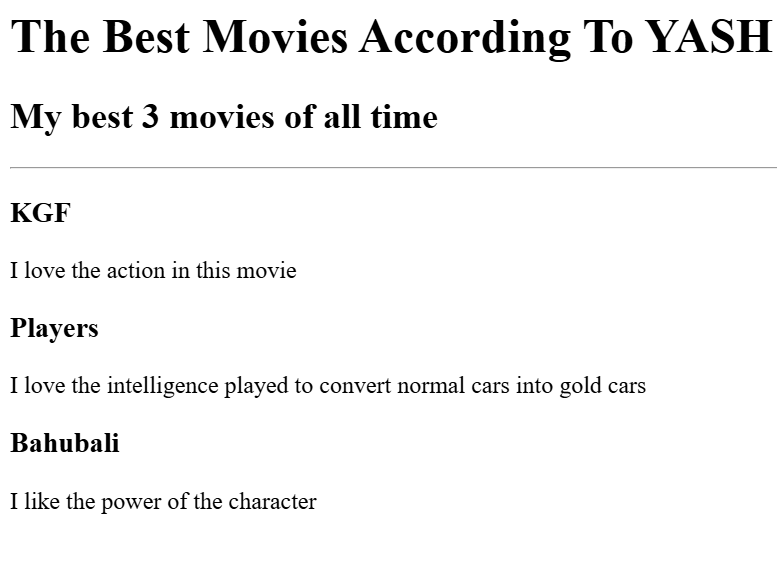 The Best Movies According To YASH
My best 3 movies of all time
KGF
I love the action in this movie
Players
I love the intelligence played to convert normal cars into gold cars
Bahubali
I like the power of the character